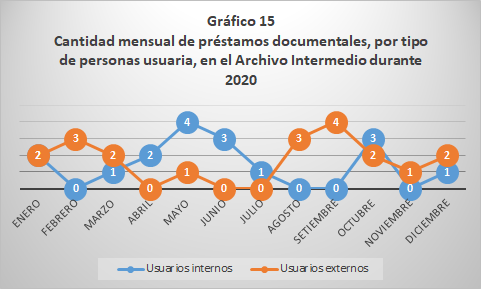 Gráfico 15
Cantidad mensual de préstamos documentales, por tipo
de personas usuaria, en el Archivo Intermedio durante
2020
4 4
3 3 3 3
2 2 2 2 2 2
1 1 1 1 1
0 0 0 0 0 0 0
ENERO
FEBRERO
MARZO
ABRIL
MAYO
JUNIO
JULIO
AGOSTO
SETIEMBRE
OCTUBRE
NOVIEMBRE
DICIEMBRE
Usuarios internos
Usuarios externos